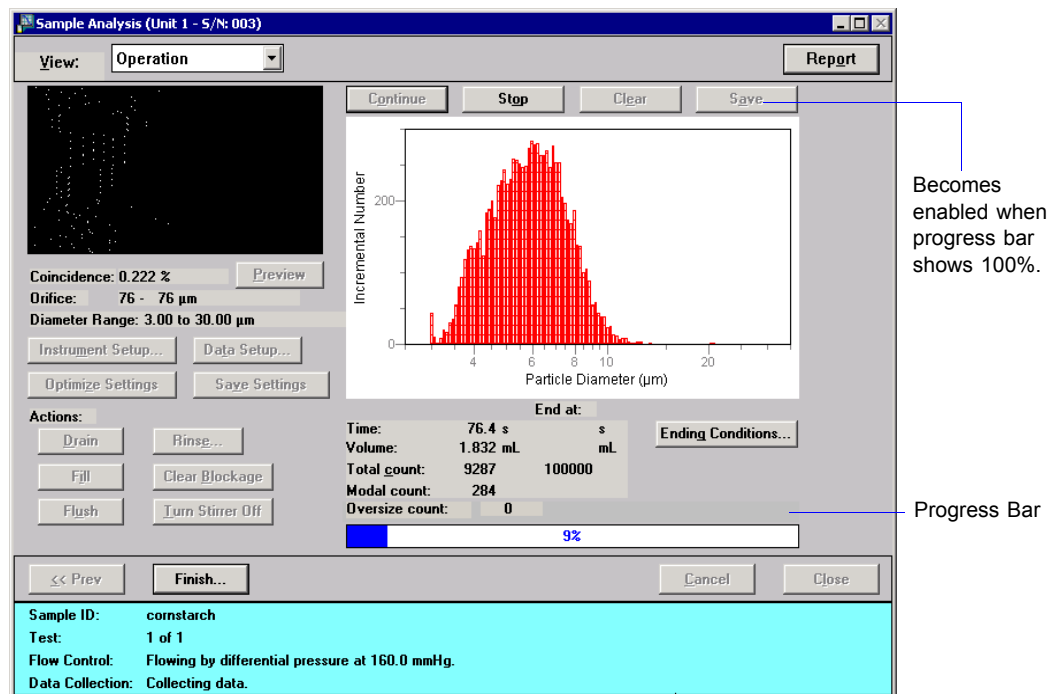 Sample Analysis (Unit 1 - S/N: 003)
View: Operation Report
Continue Stop Clear Save
Becomes
enabled when
progress bar
shows 100%.
Incremental Number
200
0
4 6 8 10 20
Particle Diameter (µm)
Coincidence: 0.222 % Preview
Orifice: 76 - 76 µm
Diameter Range: 3.00 to 30.00 µm
Instrument Setup... Data Setup...
Optimize Settings Save Settings
Actions:
Drain Rinse...
Fill Clear Blockage
Flush Turn Stirrer Off
End at:
Time: 76.4 s s Ending Conditions...
Volume: 1.832 mL mL
Total count: 9287 100000
Modal count: 284
Oversize count: 0
Progress Bar
9%
<< Prev Finish... Cancel Close
Sample ID: cornstarch
Test: 1 of 1
Flow Control: Flowing by differential pressure at 160.0 mmHg.
Data Collection: Collecting data.